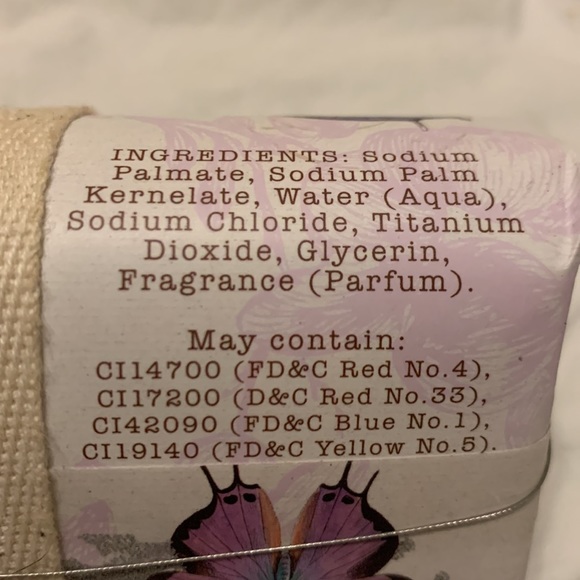 INGREDIENTS: Sodium
Palmate, Sodium Palm
Kernelate, Water (Aqua),
Sodium Chloride, Titanium
Dioxide, Glycerin,
Fragrance (Parfum).
May contain:
CI14700 (FD&C Red No.4),
CI17200 (D&C Red No.33),
CI42090 (FD&C Blue No.1),
CI19140 (FD&C Yellow No.5).